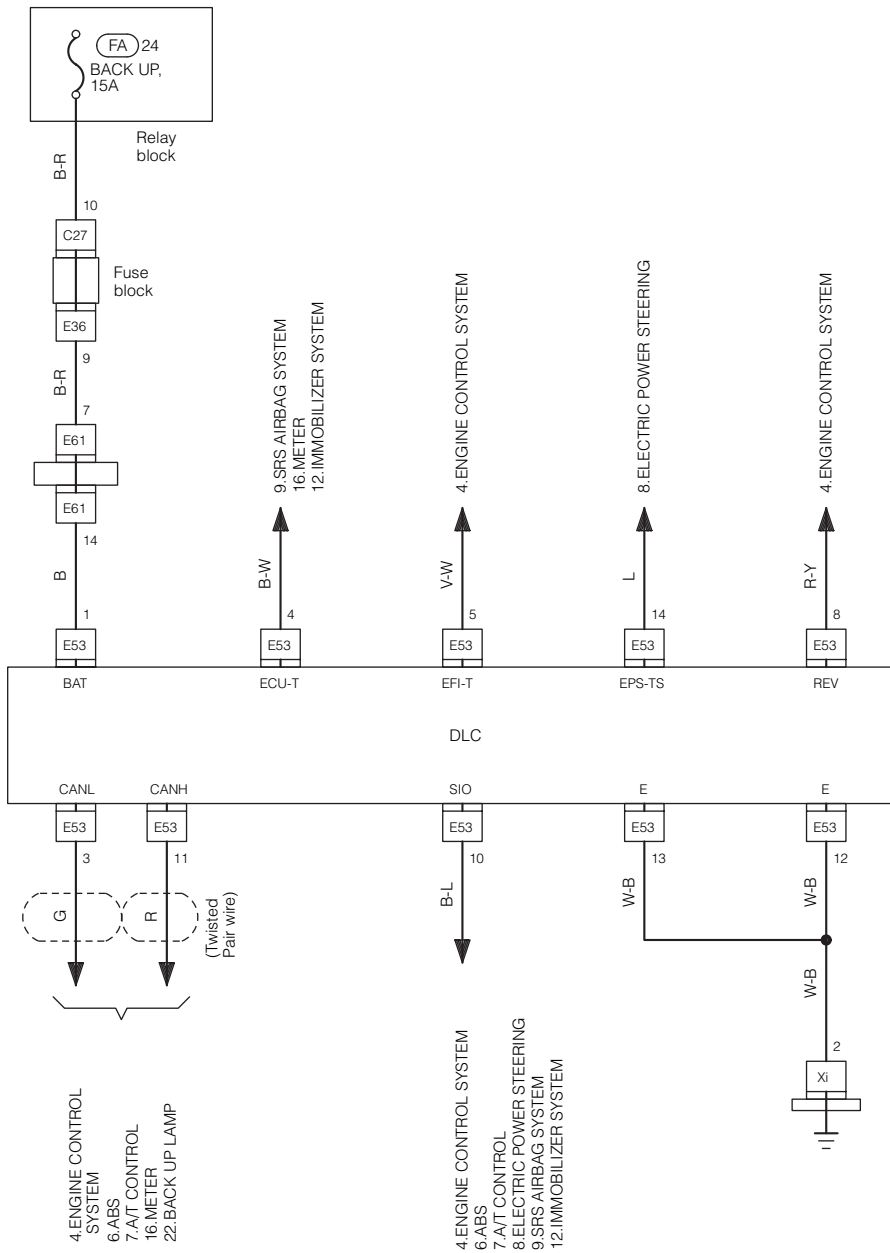 FA 24
BACK UP,
15A
Relay
block
B-R
10
C27
Fuse
block
E36
9
B-R
7
E61
E61
14
B
1
E53
BAT
9.SRS AIRBAG SYSTEM
16.METER
12.IMMOBILIZER SYSTEM
B-W
4
E53
ECU-T
4.ENGINE CONTROL SYSTEM
V-W
5
E53
EFI-T
8.ELECTRIC POWER STEERING
L
14
E53
EPS-TS
4.ENGINE CONTROL SYSTEM
R-Y
8
E53
REV
DLC
CANL
E53
3
G
CANH
E53
11
R
(Twisted
Pair wire)
4.ENGINE CONTROL
SYSTEM
6.ABS
7.A/T CONTROL
16.METER
22.BACK UP LAMP
SIO
E53
10
B-L
4.ENGINE CONTROL SYSTEM
6.ABS
7.A/T CONTROL
8.ELECTRIC POWER STEERING
9.SRS AIRBAG SYSTEM
12.IMMOBILIZER SYSTEM
E
E53
13
W-B
E
E53
12
W-B
W-B
2
Xi